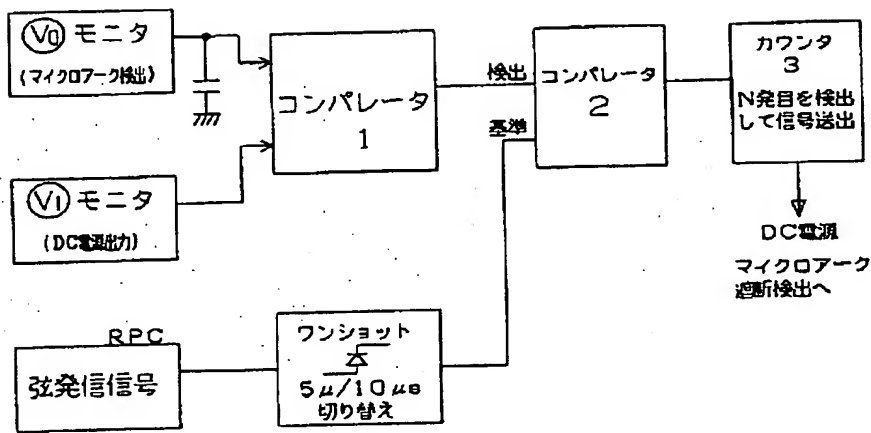 V0 モニタ
(マイクロアーク検出)
V1 モニタ
(DC電源出力)
コンパレータ
1
検出
基準
コンパレータ
2
カウンタ
3
N発目を検出
して信号送出
DC電源
マイクロアーク
遮断検出へ
RPC
弦発信信号
ワンショット
5μ/10μs
切り替え